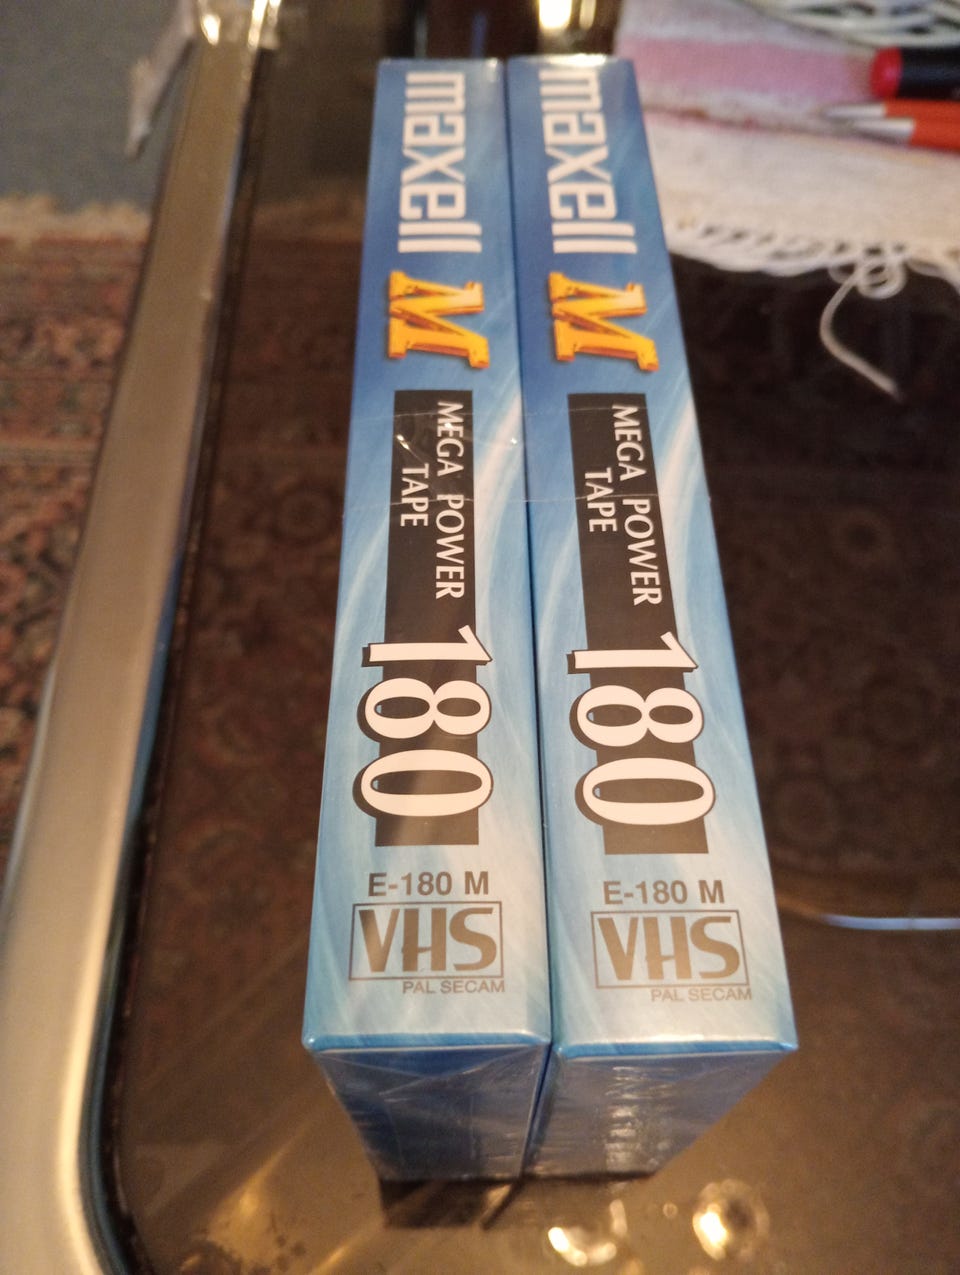 maxell
M
MEGA POWER
TAPE
180
E-180 M
VHS
PAL SECAM
maxell
M
MEGA POWER
TAPE
180
E-180 M
VHS
PAL SECAM